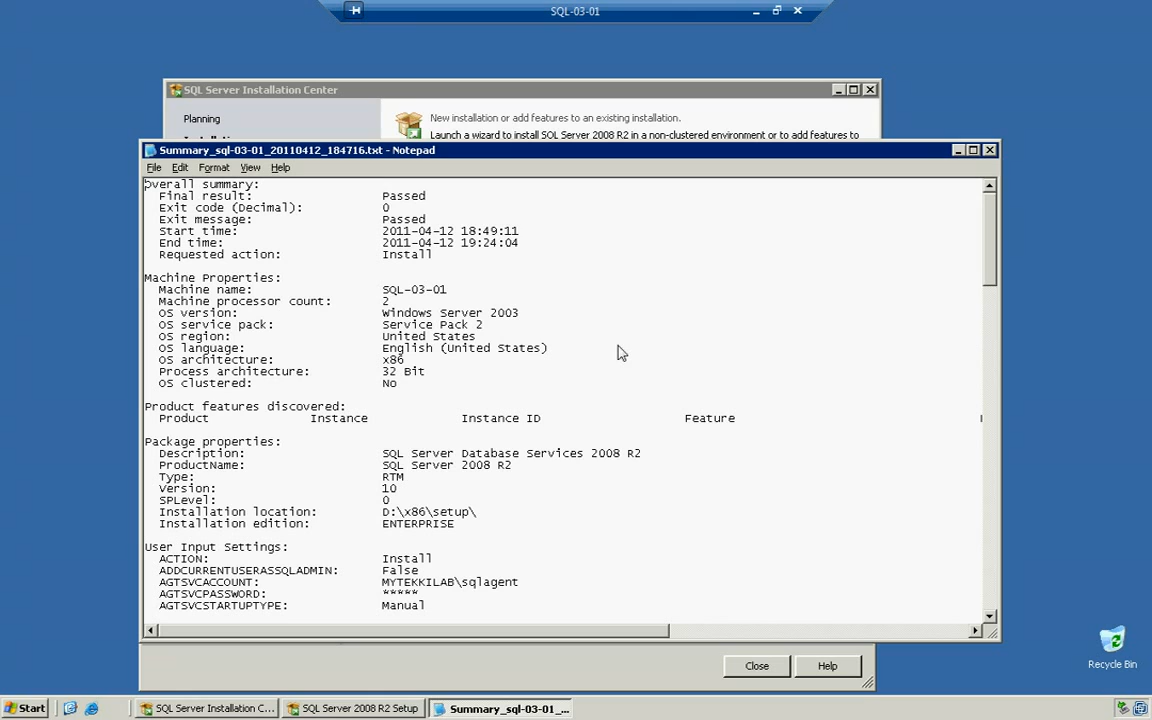 SQL-03-01
SQL Server Installation Center
Planning
New installation or add features to an existing installation.
Launch a wizard to install SQL Server 2008 R2 in a non-clustered environment or to add features to
Summary_sql-03-01_20110412_184716.txt - Notepad
File Edit Format View Help
Overall summary:
Final result: Passed
Exit code (Decimal): 0
Exit message: Passed
Start time: 2011-04-12 18:49:11
End time: 2011-04-12 19:24:04
Requested action: Install
Machine Properties:
Machine name: SQL-03-01
Machine processor count: 2
OS version: Windows Server 2003
OS service pack: Service Pack 2
OS region: United States
OS language: English (United States)
OS architecture: x86
Process architecture: 32 Bit
OS clustered: No
Product features discovered:
Product Instance Instance ID Feature
Package properties:
Description: SQL Server Database Services 2008 R2
ProductName: SQL Server 2008 R2
Type: RTM
Version: 10
SPLevel: 0
Installation location: D:\x86\setup\
Installation edition: ENTERPRISE
User Input Settings:
ACTION: Install
ADDCURRENTUSERASSQLADMIN: False
AGTSVCACCOUNT: MYTEKKILAB\sqlagent
AGTSVCPASSWORD: *****
AGTSVCSTARTUPTYPE: Manual
Close Help
Recycle Bin
Start SQL Server Installation C... SQL Server 2008 R2 Setup Summary_sql-03-01_...